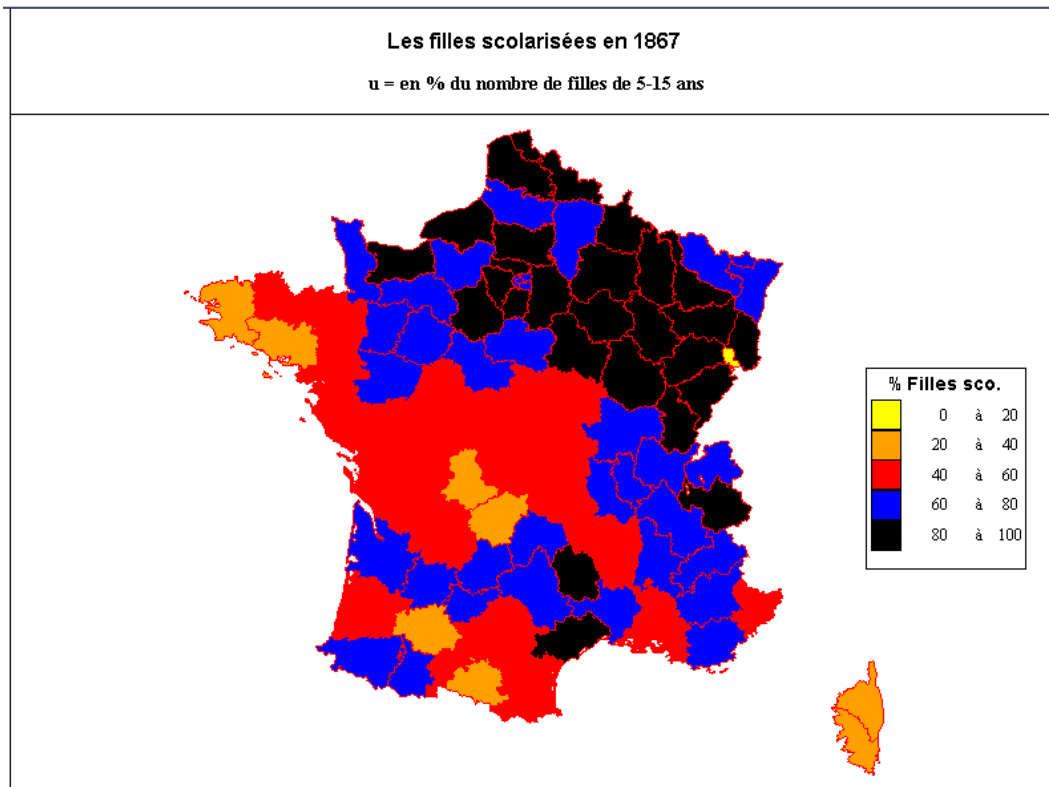 Les filles scolarisées en 1867
u = en % du nombre de filles de 5-15 ans
% Filles sco.
0 à 20
20 à 40
40 à 60
60 à 80
80 à 100